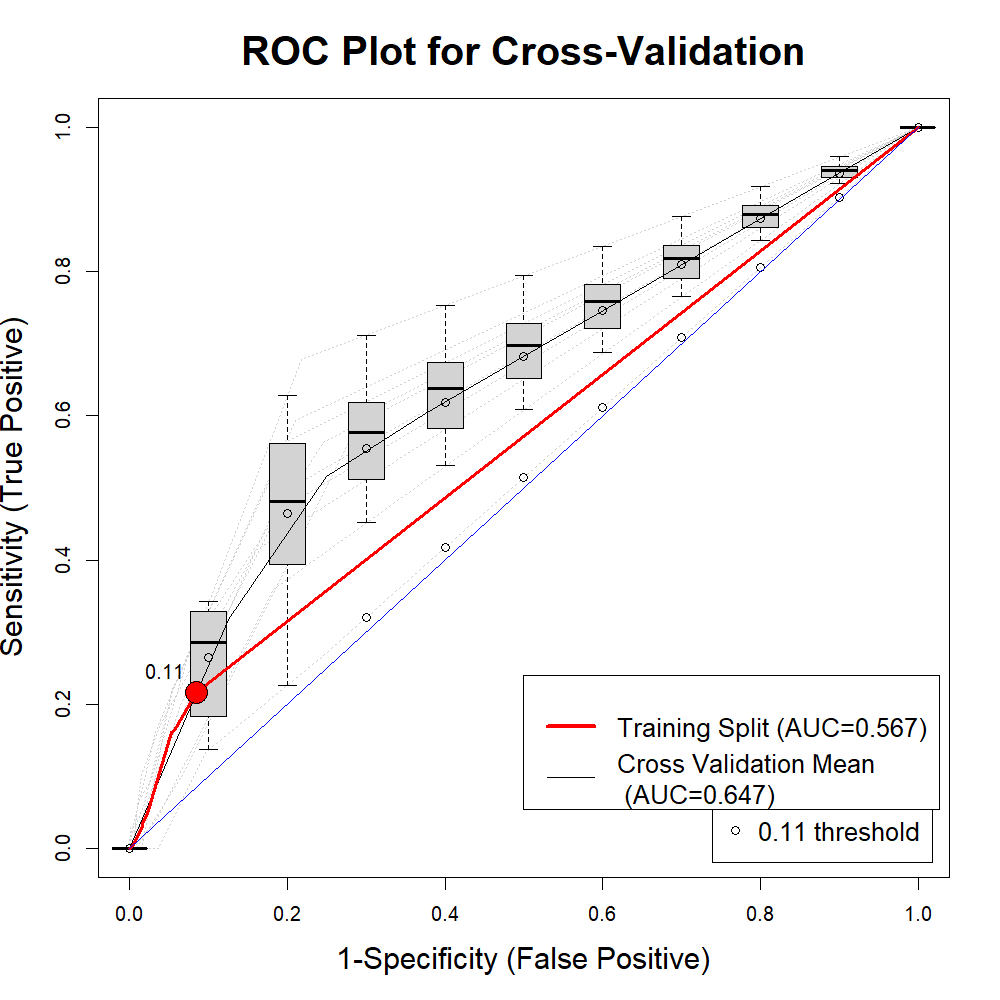 ROC Plot for Cross-Validation
Sensitivity (True Positive)
1.0
0.8
0.6
0.4
0.2
0.0
0.11
Training Split (AUC=0.567)
Cross Validation Mean
(AUC=0.647)
0.11 threshold
0.0 0.2 0.4 0.6 0.8 1.0
1-Specificity (False Positive)